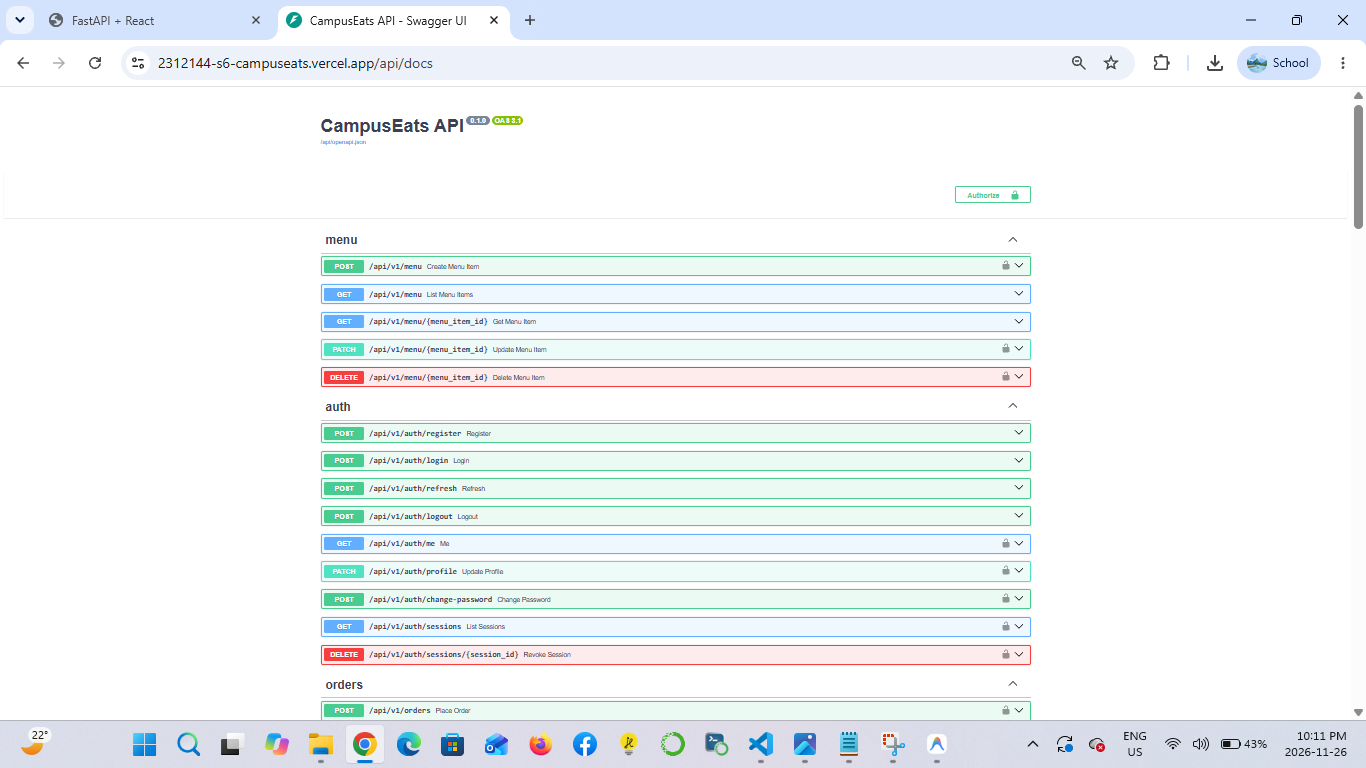 FastAPI + React
CampusEats API - Swagger UI
2312144-s6-campuseats.vercel.app/api/docs
School
CampusEats API 0.1.0 OAS 3.1
/api/openapi.json
Authorize
menu
POST /api/v1/menu Create Menu Item
GET /api/v1/menu List Menu Items
GET /api/v1/menu/{menu_item_id} Get Menu Item
PATCH /api/v1/menu/{menu_item_id} Update Menu Item
DELETE /api/v1/menu/{menu_item_id} Delete Menu Item
auth
POST /api/v1/auth/register Register
POST /api/v1/auth/login Login
POST /api/v1/auth/refresh Refresh
POST /api/v1/auth/logout Logout
GET /api/v1/auth/me Me
PATCH /api/v1/auth/profile Update Profile
POST /api/v1/auth/change-password Change Password
GET /api/v1/auth/sessions List Sessions
DELETE /api/v1/auth/sessions/{session_id} Revoke Session
orders
POST /api/v1/orders Place Order
22°
ENG
US
43%
10:11 PM
2026-11-26